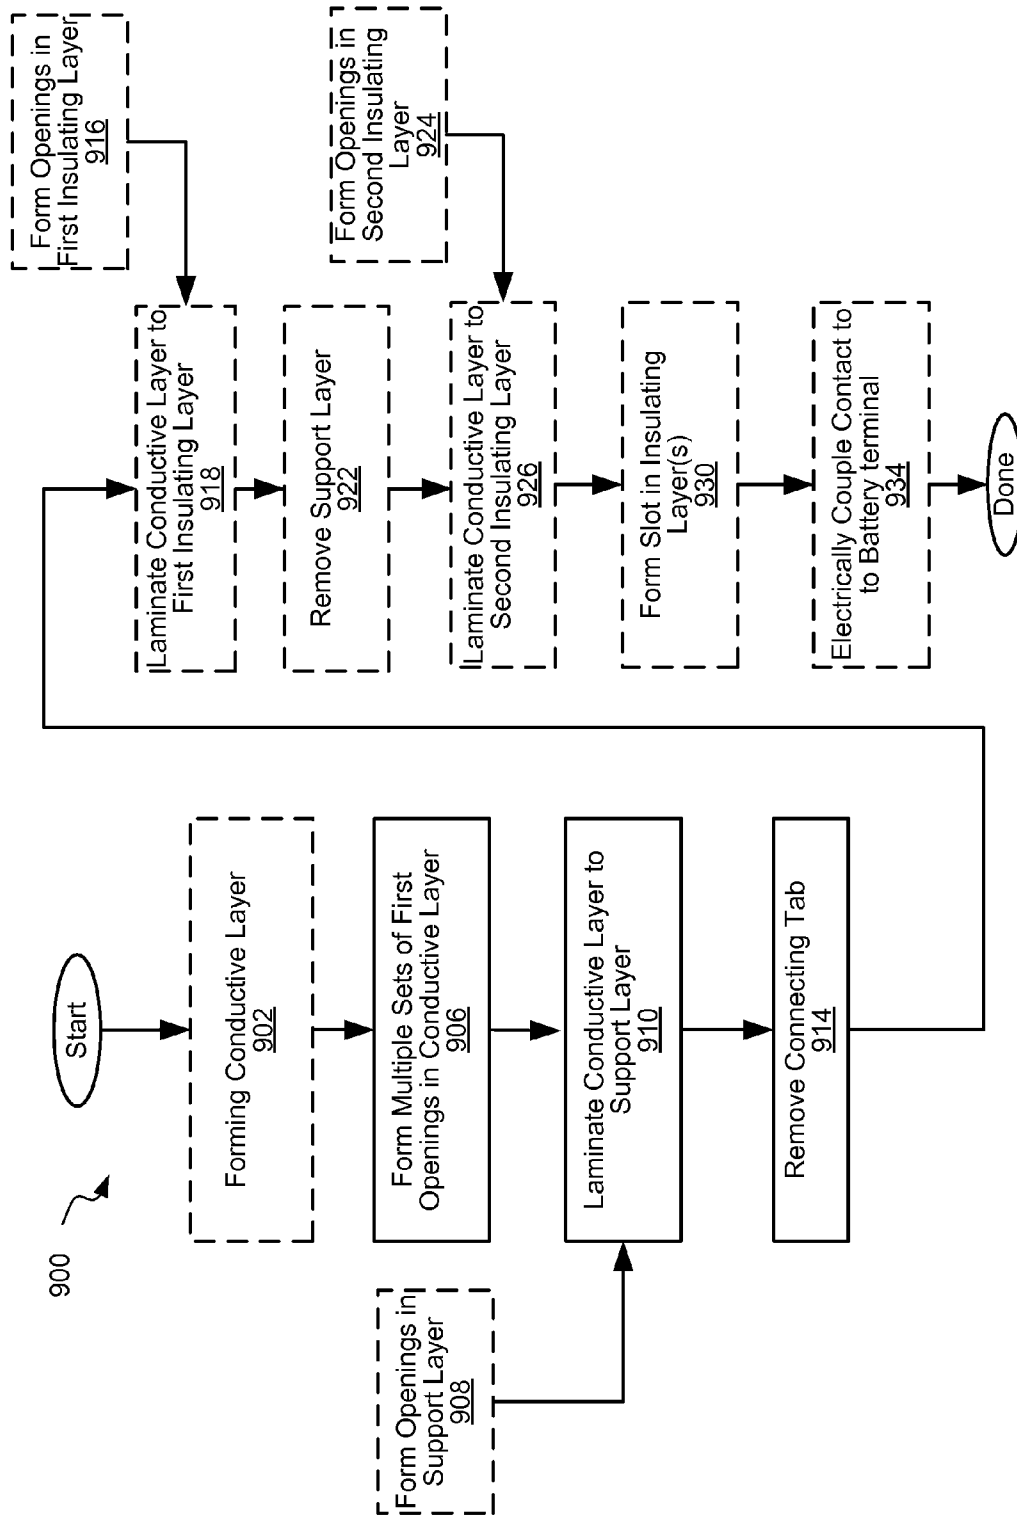 900
Start
Forming Conductive Layer
902
Form Multiple Sets of First
Openings in Conductive Layer
906
Form Openings in
Support Layer
908
Laminate Conductive Layer to
Support Layer
910
Remove Connecting Tab
914
Form Openings in
First Insulating Layer
916
Laminate Conductive Layer to
First Insulating Layer
918
Remove Support Layer
922
Form Openings in
Second Insulating
Layer
924
Laminate Conductive Layer to
Second Insulating Layer
926
Form Slot in Insulating
Layer(s)
930
Electrically Couple Contact to
to Battery terminal
934
Done